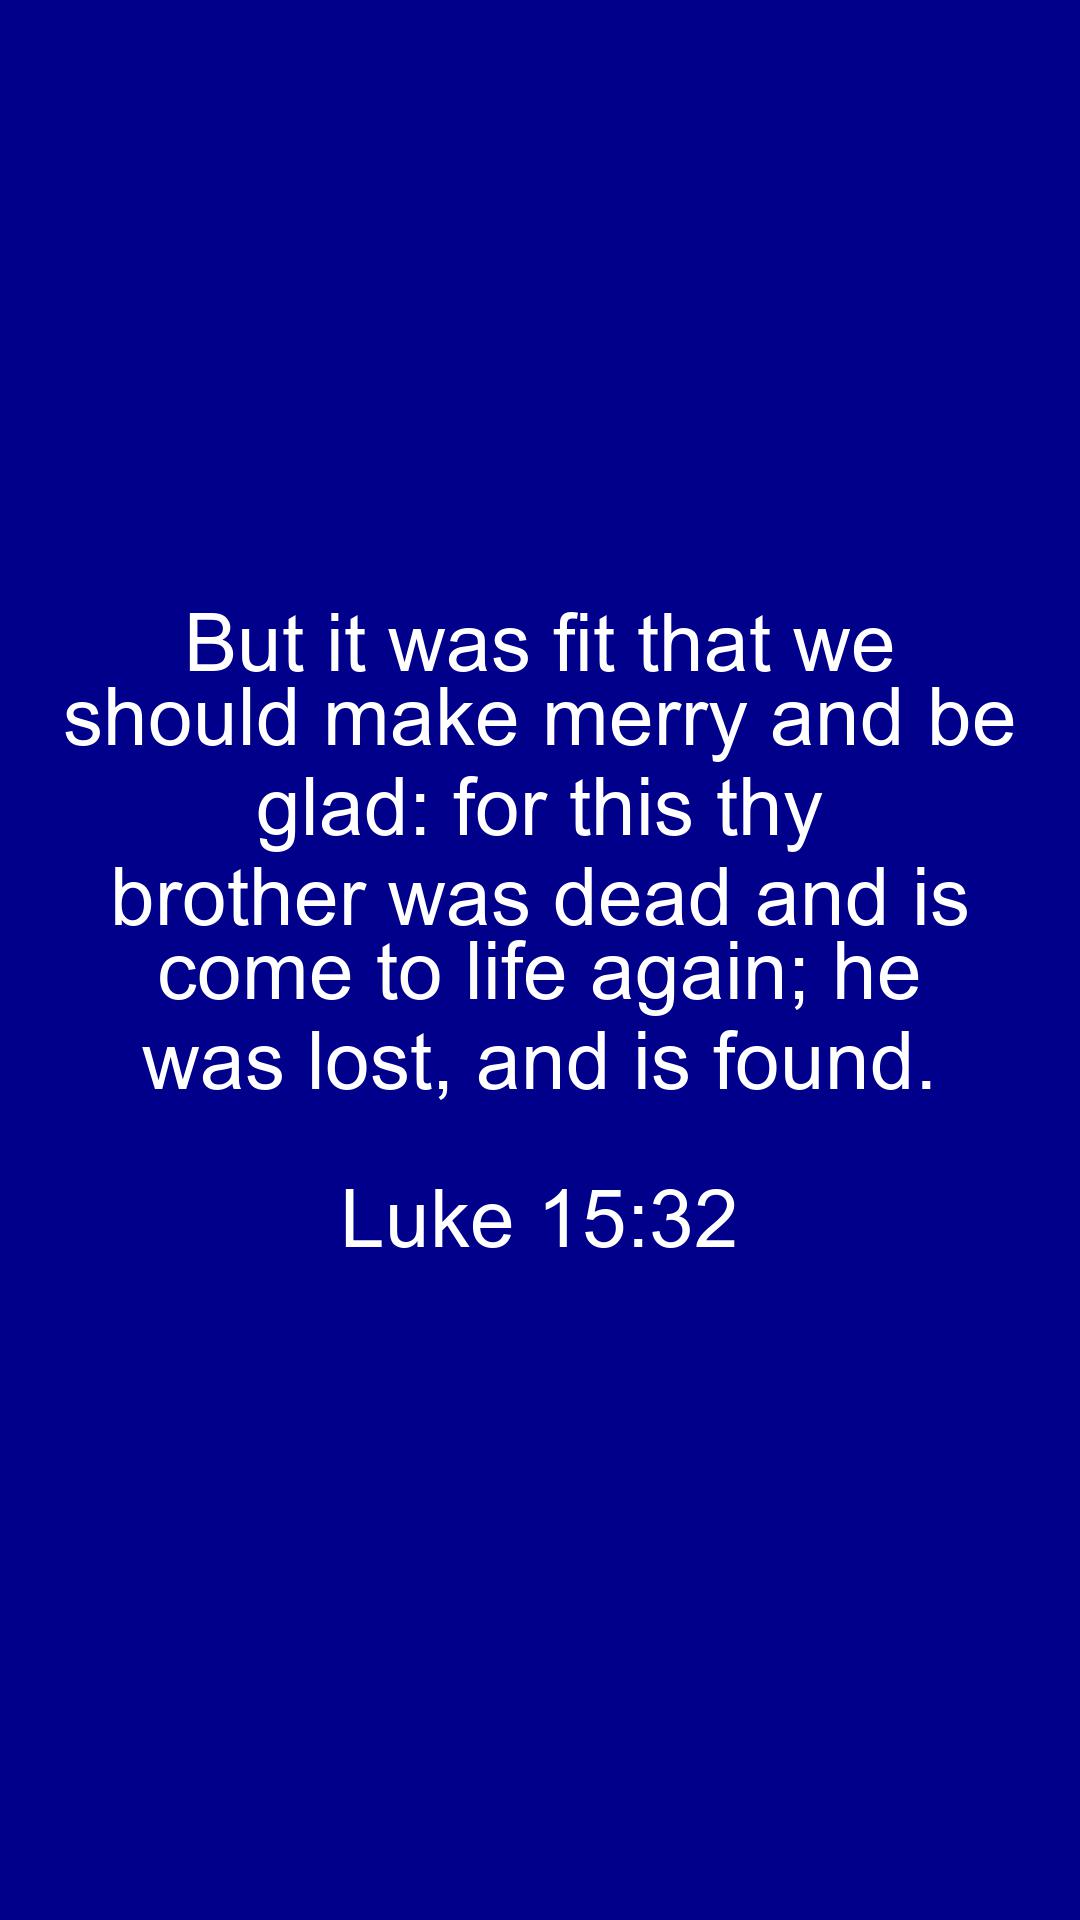 But it was fit that we
should make merry and be
glad: for this thy
brother was dead and is
come to life again; he
was lost, and is found.
Luke 15:32